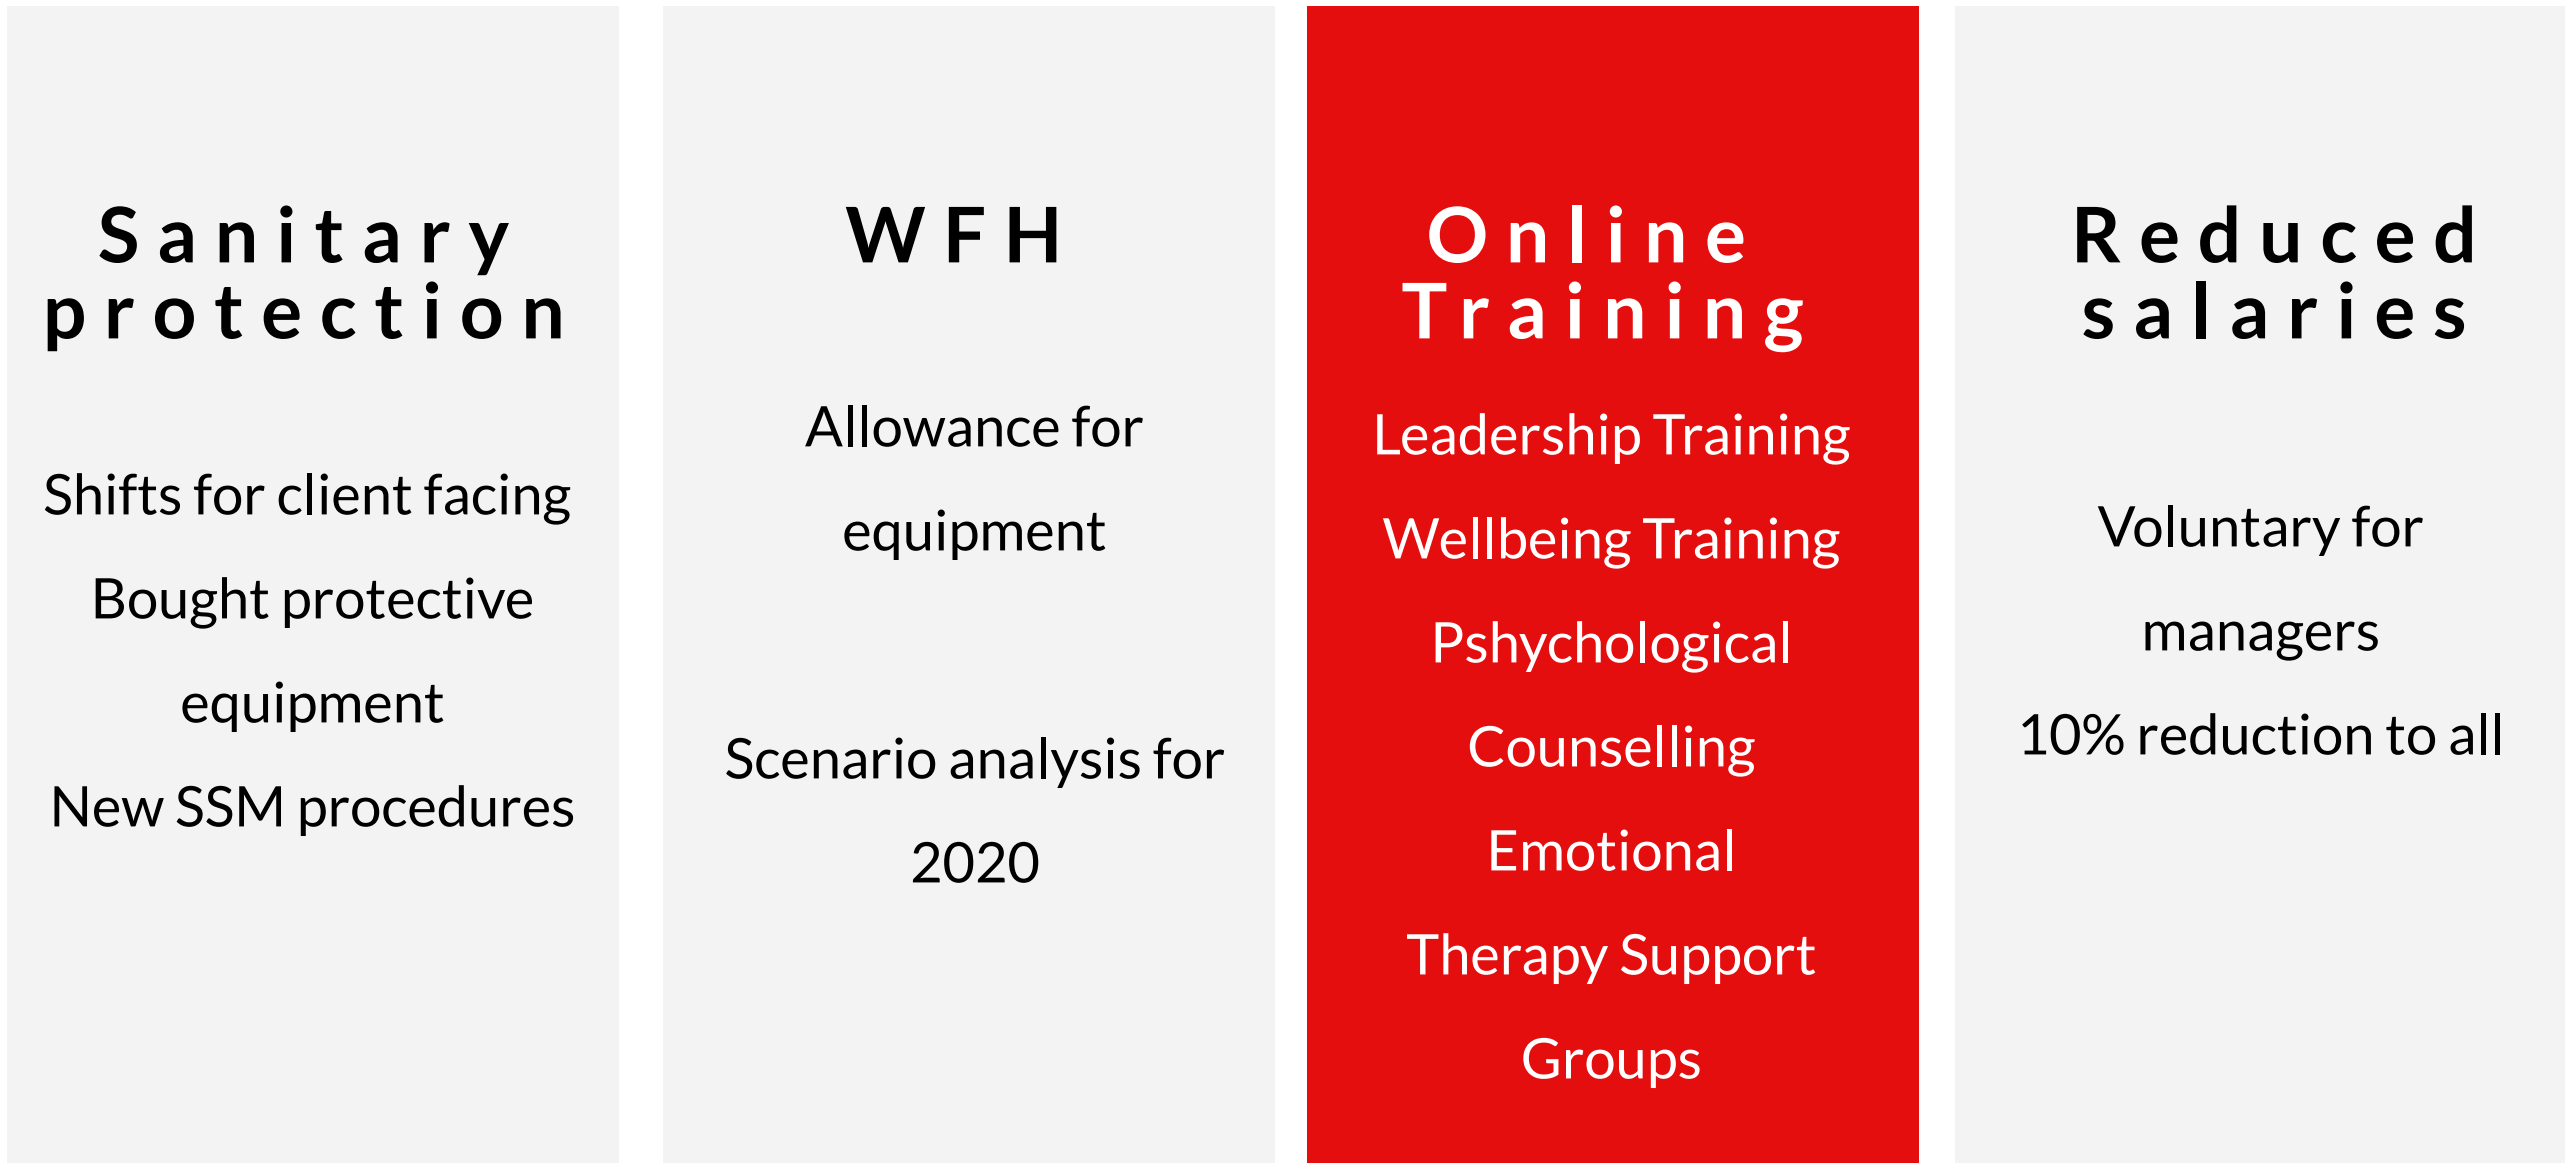 Sanitary
protection
Shifts for client facing
Bought protective
equipment
New SSM procedures
WFH
Allowance for
equipment
Scenario analysis for
2020
Online
Training
Leadership Training
Wellbeing Training
Pshychological
Counselling
Emotional
Therapy Support
Groups
Reduced
salaries
Voluntary for
managers
10% reduction to all